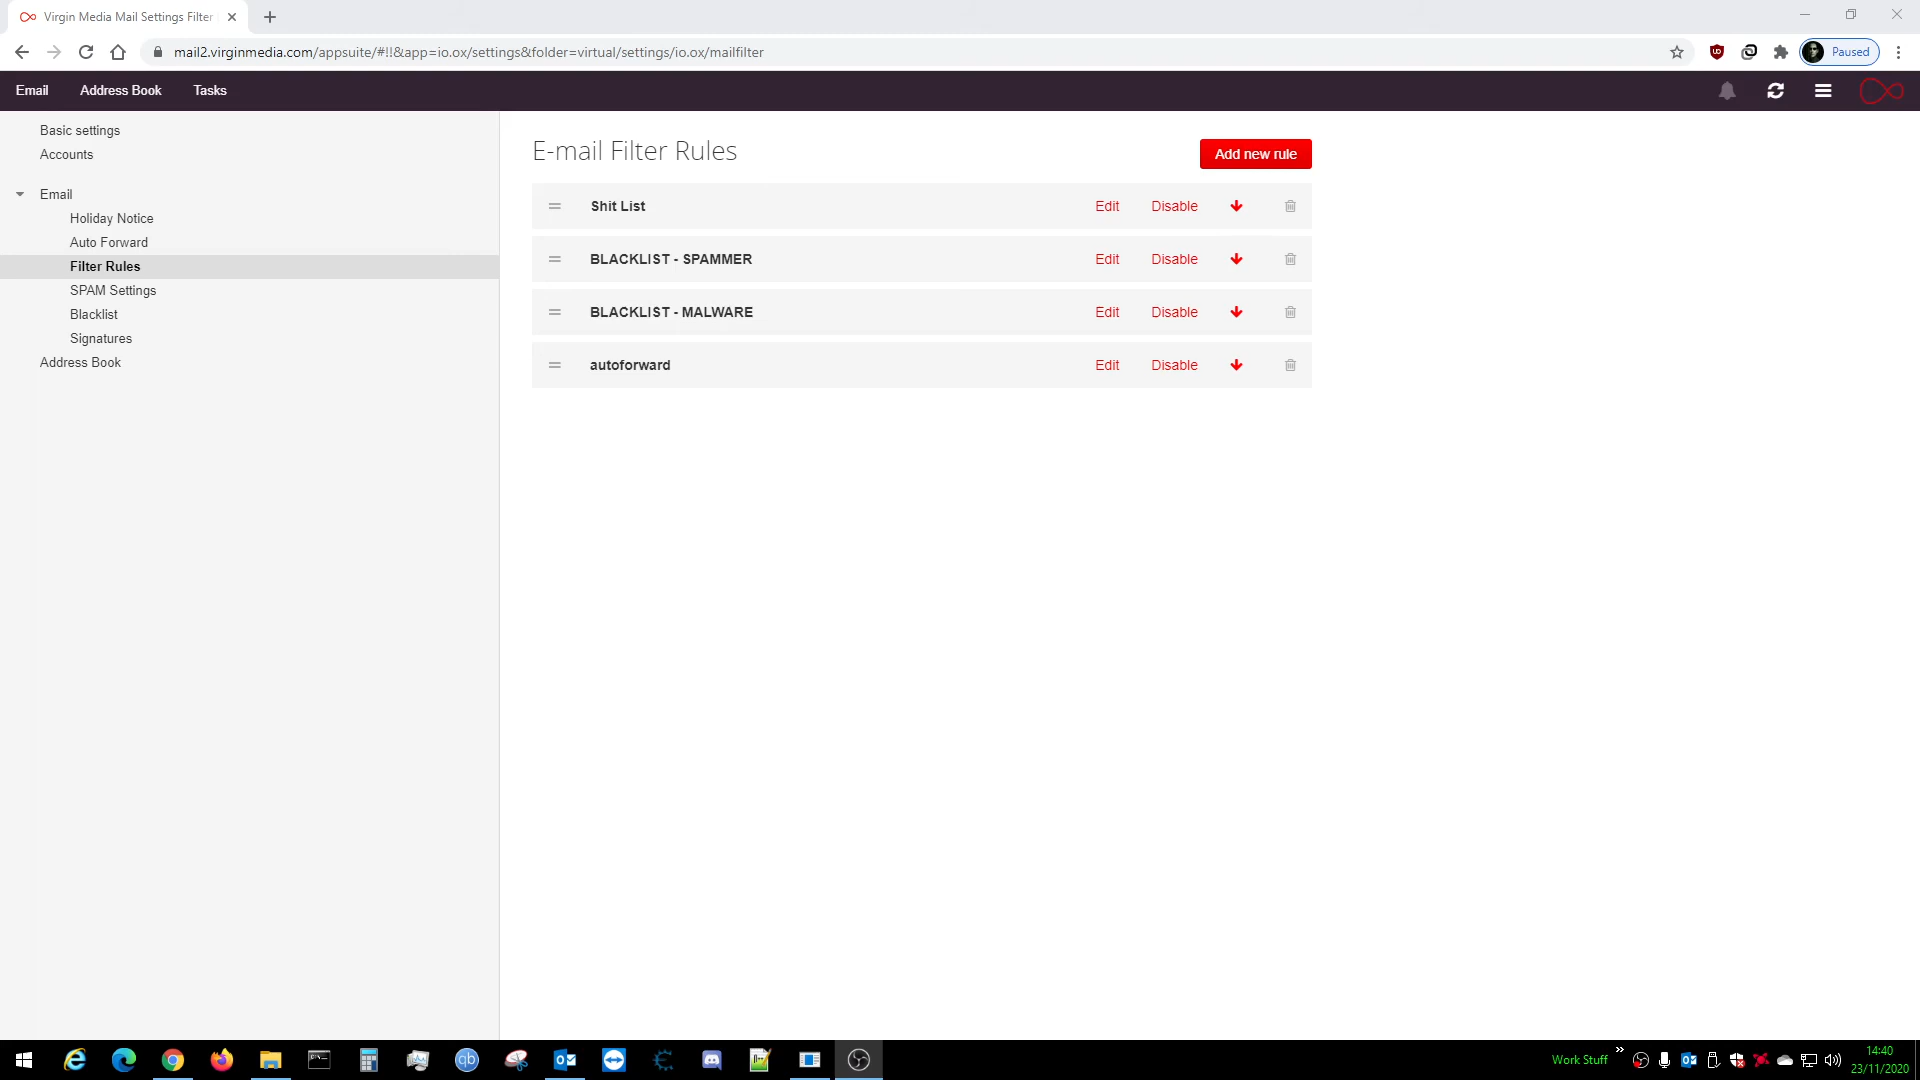 Virgin Media Mail Settings Filter
mail2.virginmedia.com/appsuite/#!!&app=io.ox/settings&folder=virtual/settings/io.ox/mailfilter
Paused
Email Address Book Tasks
Basic settings
Accounts
Email
Holiday Notice
Auto Forward
Filter Rules
SPAM Settings
Blacklist
Signatures
Address Book
E-mail Filter Rules
Add new rule
Shit List Edit Disable
BLACKLIST - SPAMMER Edit Disable
BLACKLIST - MALWARE Edit Disable
autoforward Edit Disable
qb
Work Stuff
14:40
23/11/2020